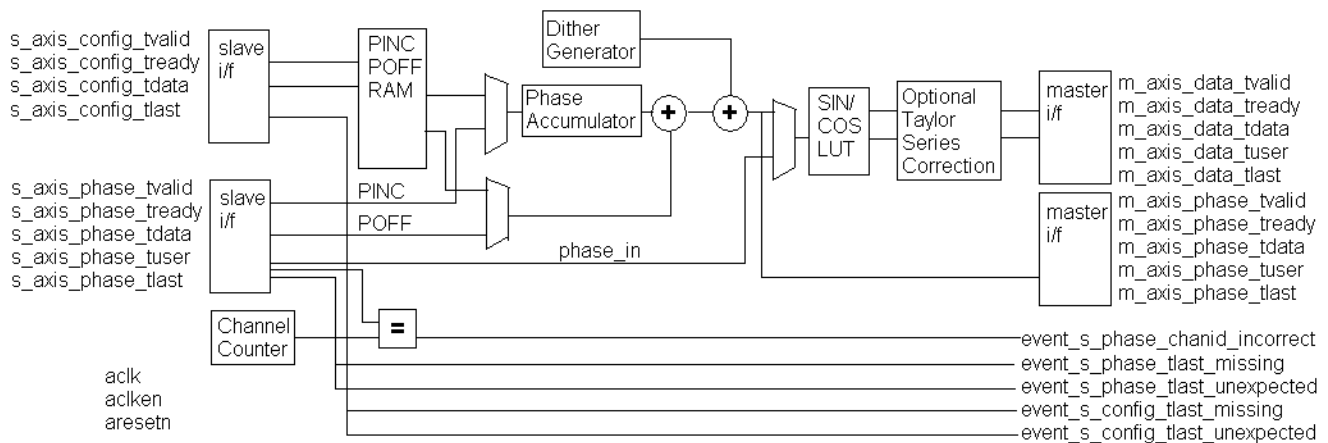 s_axis_config_tvalid
s_axis_config_tready
s_axis_config_tdata
s_axis_config_tlast
slave
i/f
PINC
POFF
RAM
Dither
Generator
Phase
Accumulator
+
+
SIN/
COS
LUT
Optional
Taylor
Series
Correction
master
i/f
m_axis_data_tvalid
m_axis_data_tready
m_axis_data_tdata
m_axis_data_tuser
m_axis_data_tlast
s_axis_phase_tvalid
s_axis_phase_tready
s_axis_phase_tdata
s_axis_phase_tuser
s_axis_phase_tlast
slave
i/f
PINC
POFF
phase_in
master
i/f
m_axis_phase_tvalid
m_axis_phase_tready
m_axis_phase_tdata
m_axis_phase_tuser
m_axis_phase_tlast
Channel
Counter
=
event_s_phase_chanid_incorrect
event_s_phase_tlast_missing
event_s_phase_tlast_unexpected
event_s_config_tlast_missing
event_s_config_tlast_unexpected
aclk
aclken
aresetn